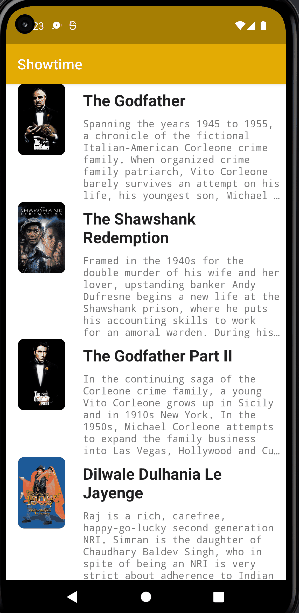 23
Showtime
The Godfather
Spanning the years 1945 to 1955,
a chronicle of the fictional
Italian-American Corleone crime
family. When organized crime
family patriarch, Vito Corleone
barely survives an attempt on his
life, his youngest son, Michael …
The Shawshank
Redemption
Framed in the 1940s for the
double murder of his wife and her
lover, upstanding banker Andy
Dufresne begins a new life at the
Shawshank prison, where he puts
his accounting skills to work
for an amoral warden. During his…
The Godfather Part II
In the continuing saga of the
Corleone crime family, a young
Vito Corleone grows up in Sicily
and in 1910s New York. In the
1950s, Michael Corleone attempts
to expand the family business
into Las Vegas, Hollywood and Cu…
Dilwale Dulhania Le
Jayenge
Raj is a rich, carefree,
happy-go-lucky second generation
NRI. Simran is the daughter of
Chaudhary Baldev Singh, who in
spite of being an NRI is very
strict about adherence to Indian